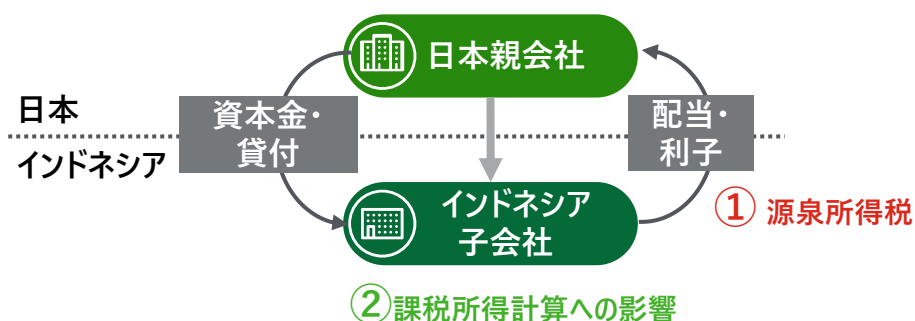 日本親会社
日本
資本金・
貸付
配当・
利子
インドネシア
インドネシア
子会社
① 源泉所得税
②課税所得計算への影響